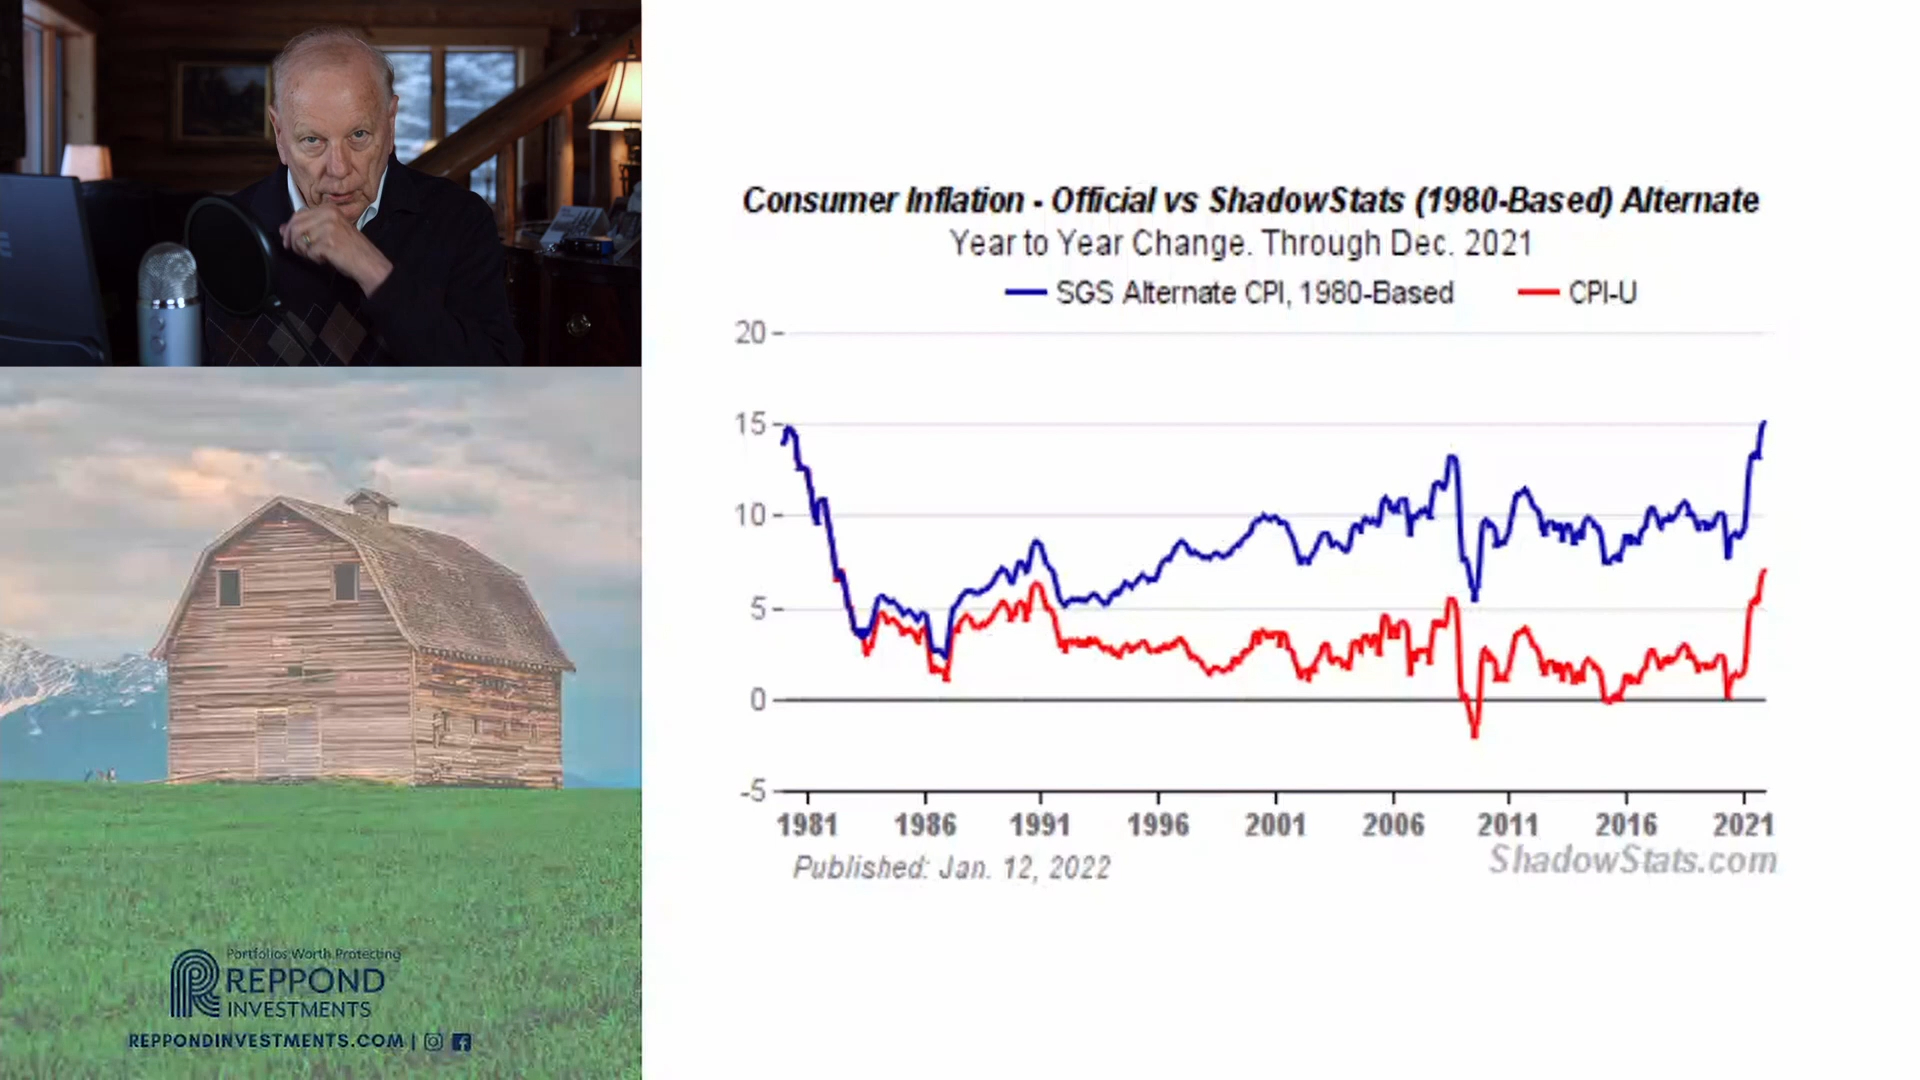 Consumer Inflation - Official vs ShadowStats (1980-Based) Alternate
Year to Year Change. Through Dec. 2021
SGS Alternate CPI, 1980-Based
CPI-U
20
15
10
5
0
-5
1981 1986 1991 1996 2001 2006 2011 2016 2021
Published: Jan. 12, 2022
ShadowStats.com
Portfolios Worth Protecting
REPPOND
INVESTMENTS
REPPONDINVESTMENTS.COM |